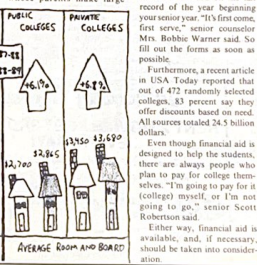 PUBLIC
COLLEGES
PRIVATE
COLLEGES
87-88
88-89
+6.1%
+6.8%
$2,700
$2,865
$3,450
$3,680
AVERAGE ROOM AND BOARD
record of the year beginning
your senior year. “It’s first come,
first serve,” senior counselor
Mrs. Bobbie Warner said. So
fill out the forms as soon as
possible.
Furthermore, a recent article
in USA Today reported that
out of 472 randomly selected
colleges, 83 percent say they
offer discounts based on need.
All sources totaled 24.5 billion
dollars.
Even though financial aid is
designed to help the students,
there are always people who
plan to pay for college them-
selves. “I’m going to pay for it
(college) myself, or I’m not
going to go,” senior Scott
Robertson said.
Either way, financial aid is
available, and, if necessary,
should be taken into consider-
ation.